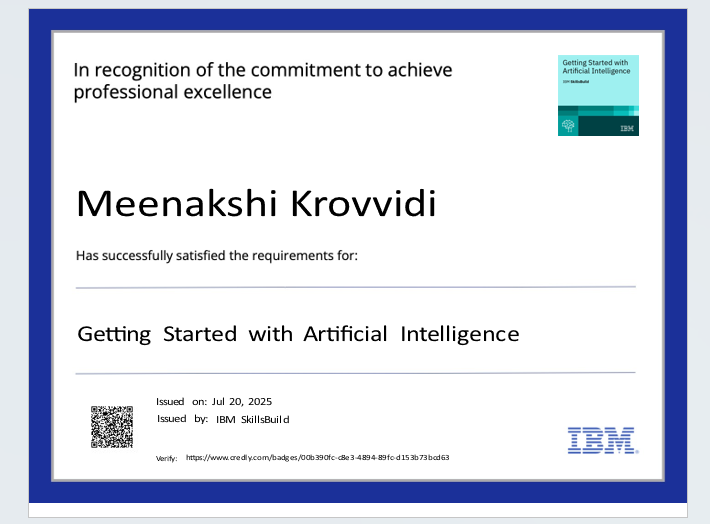 In recognition of the commitment to achieve
professional excellence
Getting Started with
Artificial Intelligence
IBM SkillsBuild
IBM
Meenakshi Krovvidi
Has successfully satisfied the requirements for:
Getting Started with Artificial Intelligence
Issued on: Jul 20, 2025
Issued by: IBM SkillsBuild
Verify: https://www.credly.com/badges/00b390fc-c8e3-4894-89fc-d153b73bcd63
IBM®